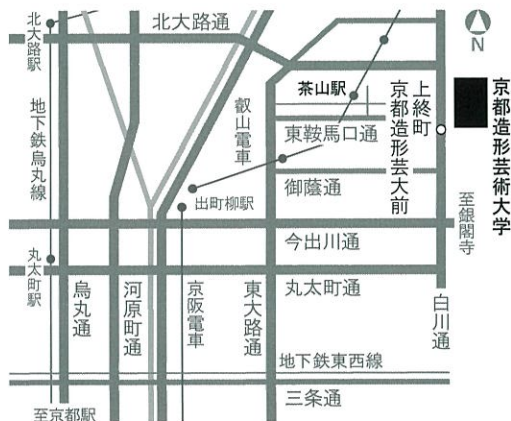 北大路通
北大路駅
N
茶山駅
上終町
京都造形芸大前
京都造形芸術大学
地下鉄烏丸線
叡山電車
東鞍馬口通
御蔭通
出町柳駅
至銀閣寺
今出川通
丸太町駅
丸太町通
烏丸通
河原町通
京阪電車
東大路通
白川通
地下鉄東西線
三条通
至京都駅